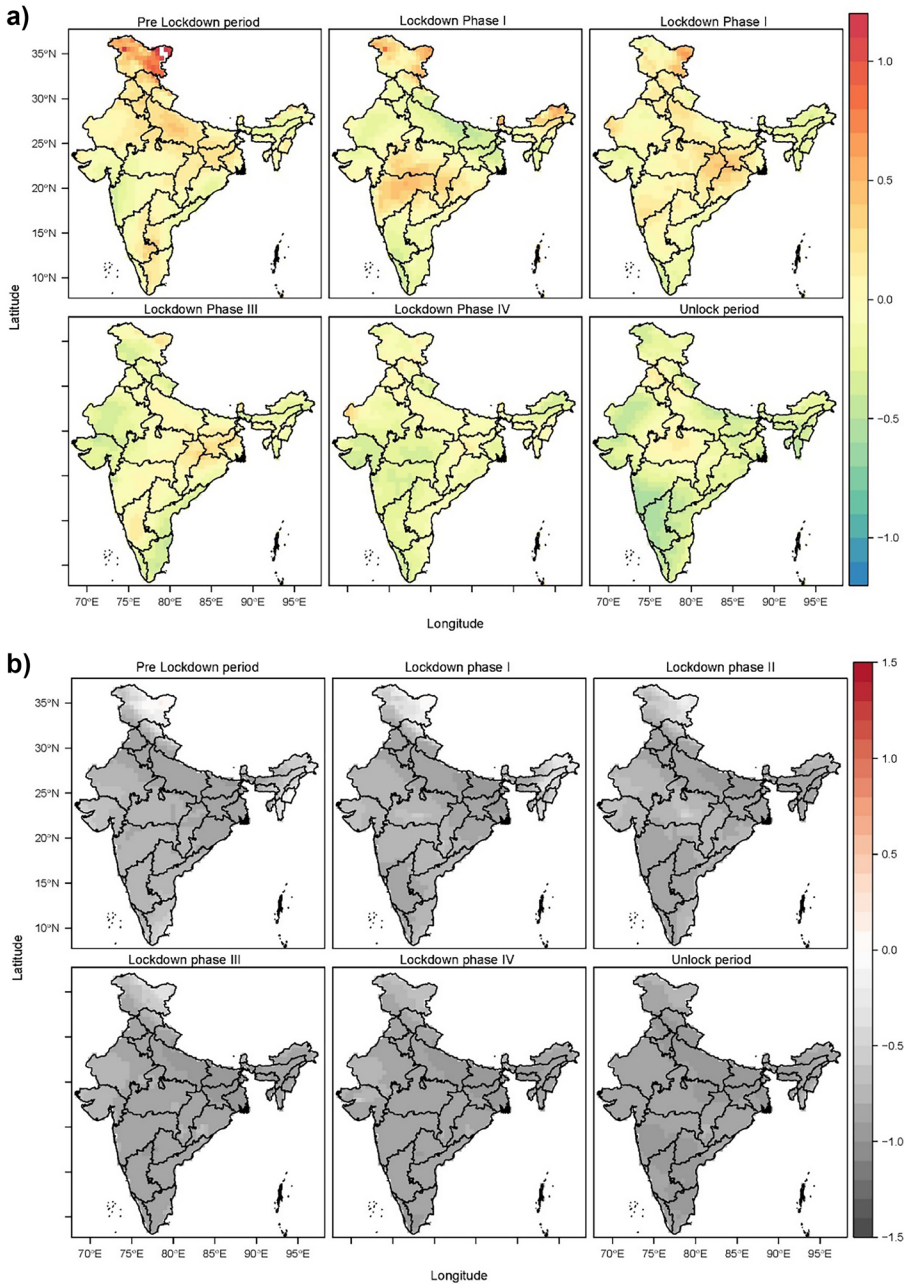 a)
Pre Lockdown period Lockdown Phase I Lockdown Phase I
35°N
30°N
25°N
20°N
15°N
10°N
Latitude
1.0
0.5
0.0
-0.5
-1.0
Lockdown Phase III Lockdown Phase IV Unlock period
70°E 75°E 80°E 85°E 90°E 95°E 70°E 75°E 80°E 85°E 90°E 95°E
Longitude
b)
Pre Lockdown period Lockdown phase I Lockdown phase II
35°N
30°N
25°N
20°N
15°N
10°N
Latitude
1.5
1.0
0.5
0.0
-0.5
-1.0
-1.5
Lockdown phase III Lockdown phase IV Unlock period
70°E 75°E 80°E 85°E 90°E 95°E 70°E 75°E 80°E 85°E 90°E 95°E
Longitude